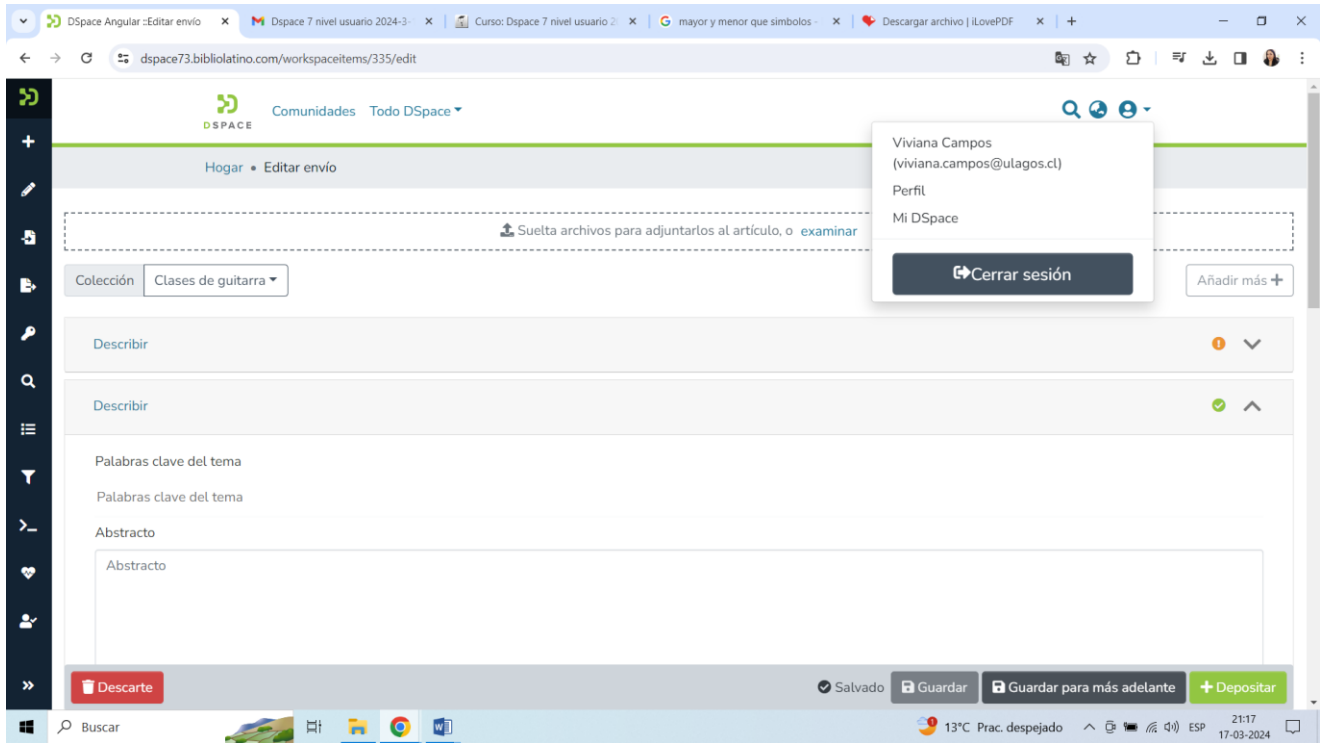 DSpace Angular ::Editar envío
Dspace 7 nivel usuario 2024-3-
Curso: Dspace 7 nivel usuario 2
mayor y menor que simbolos -
Descargar archivo | iLovePDF
dspace73.bibliolatino.com/workspaceitems/335/edit
DSPACE
Comunidades Todo DSpace
Viviana Campos
(viviana.campos@ulagos.cl)
Perfil
Mi DSpace
Cerrar sesión
Hogar • Editar envío
Suelta archivos para adjuntarlos al artículo, o examinar
Colección Clases de guitarra
Añadir más
Describir
Describir
Palabras clave del tema
Palabras clave del tema
Abstracto
Abstracto
Descarte
Salvado
Guardar
Guardar para más adelante
Depositar
Buscar
13°C Prac. despejado
ESP
21:17
17-03-2024